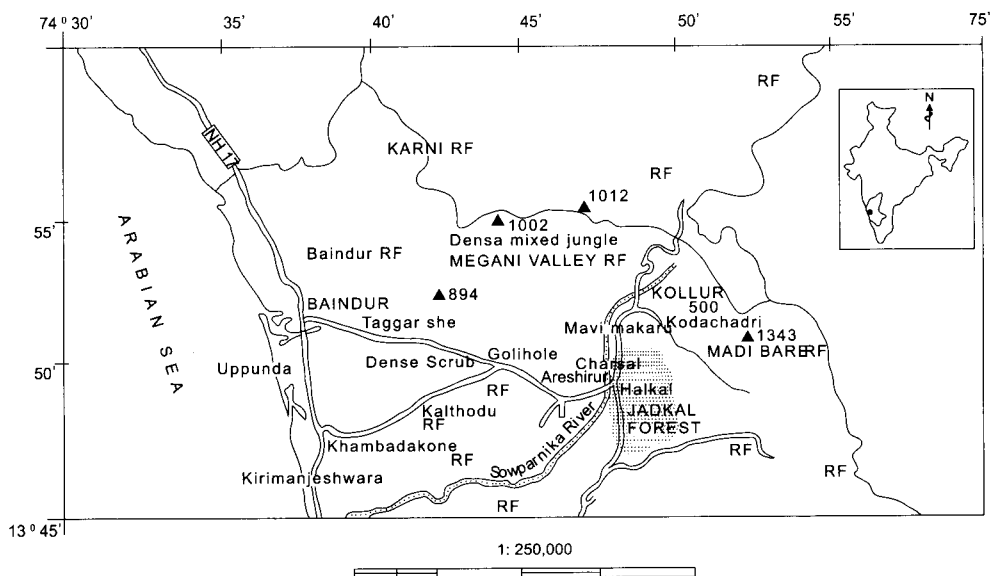 74 ° 30' 35' 40' 45' 50' 55' 75'
RF
N
NH 17
KARNI RF
RF
1012
1002
55'
ARABIAN SEA
Densa mixed jungle
Baindur RF
MEGANI VALLEY RF
894
KOLLUR
BAINDUR
500
Taggar she
Mavi makaru
Kodachadri
1343
Golihole
MADI BARE RF
50'
Dense Scrub
Charsal
Uppunda
Areshirur
RF
Halkal
Kalthodu
JADKAL
RF
FOREST
Khambadakone
RF
RF
Sowparnika River
Kirimanjeshwara
RF
RF
13 ° 45'
1: 250,000